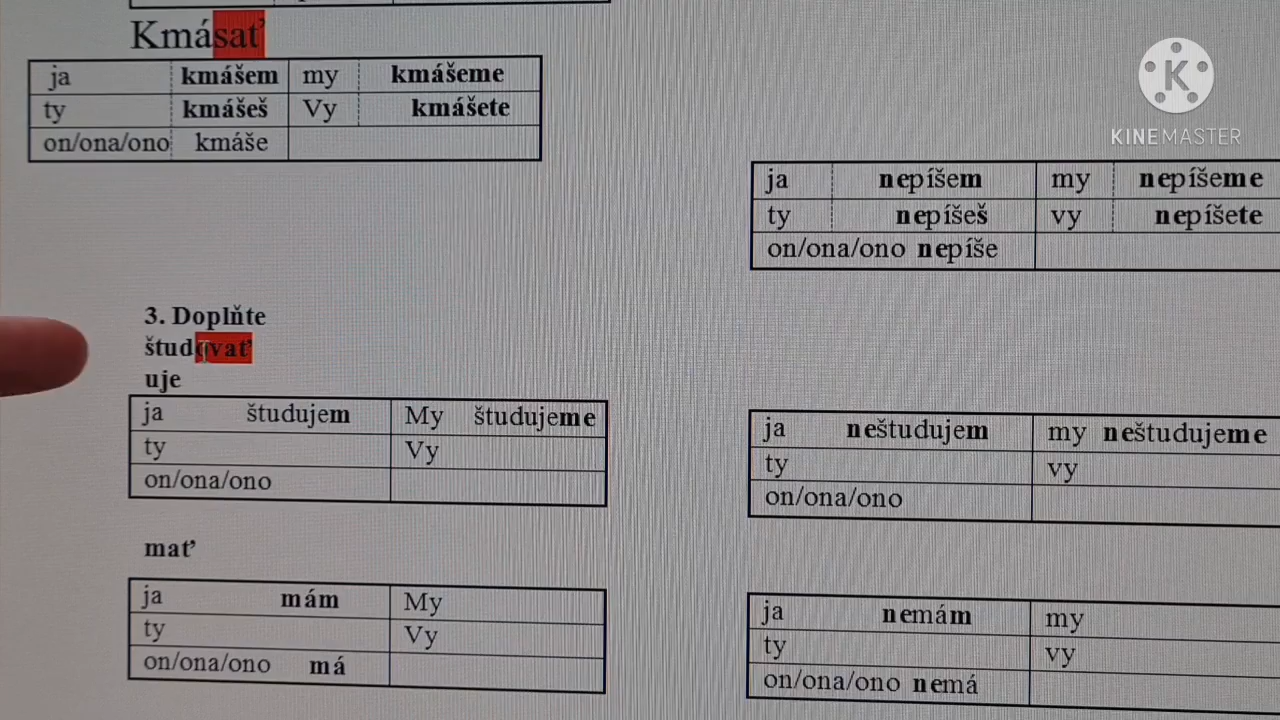 Kmásať
ja kmášem my kmášeme
ty kmášeš Vy kmášete
on/ona/ono kmáše
KINEMASTER
ja nepíšem my nepíšeme
ty nepíšeš vy nepíšete
on/ona/ono nepíše
3. Doplňte
študovať
uje
ja študujem My študujeme
ty Vy
on/ona/ono
ja neštudujem my neštudujeme
ty vy
on/ona/ono
mať
ja mám My
ty Vy
on/ona/ono má
ja nemám my
ty vy
on/ona/ono nemá